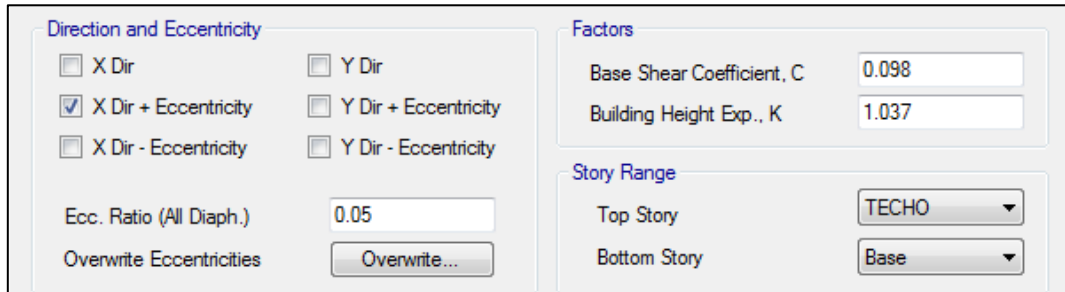 Direction and Eccentricity
X Dir
Y Dir
X Dir + Eccentricity
Y Dir + Eccentricity
X Dir - Eccentricity
Y Dir - Eccentricity
Ecc. Ratio (All Diaph.)
0.05
Overwrite Eccentricities
Overwrite...
Factors
Base Shear Coefficient, C
0.098
Building Height Exp., K
1.037
Story Range
Top Story
TECHO
Bottom Story
Base